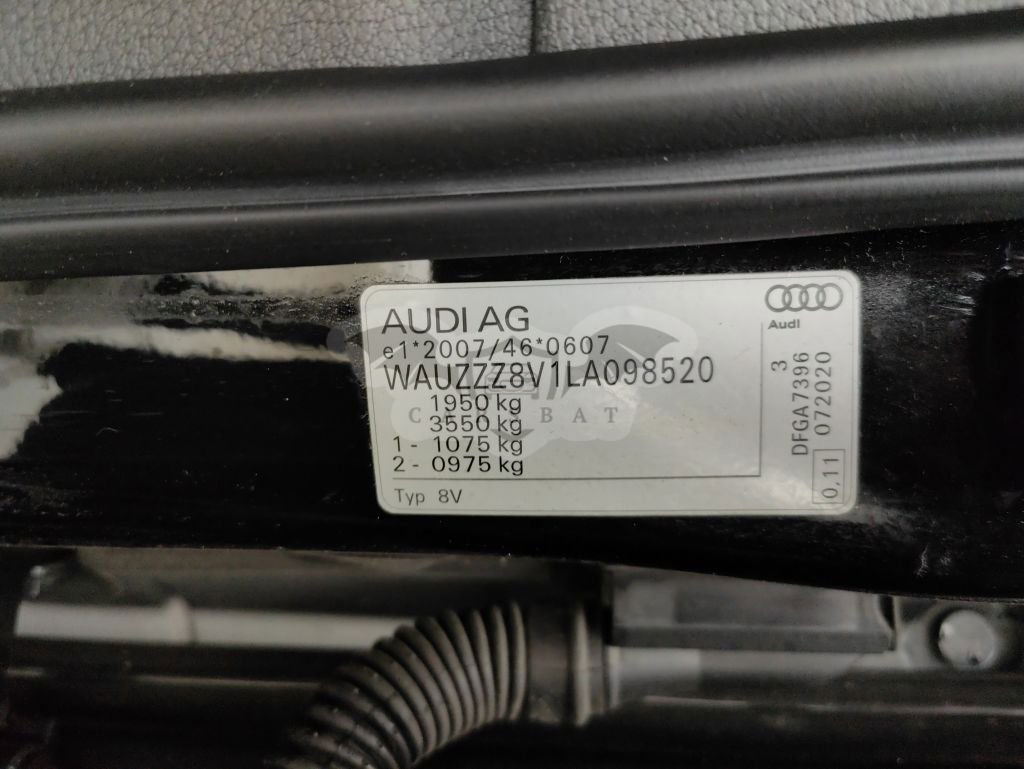 AUDI AG
e1*2007/46*0607
WAUZZZ8V1LA098520
1950 kg
3550 kg
1 - 1075 kg
2 - 0975 kg
Typ 8V
Audi
3
DFGA7396
072020
0,11